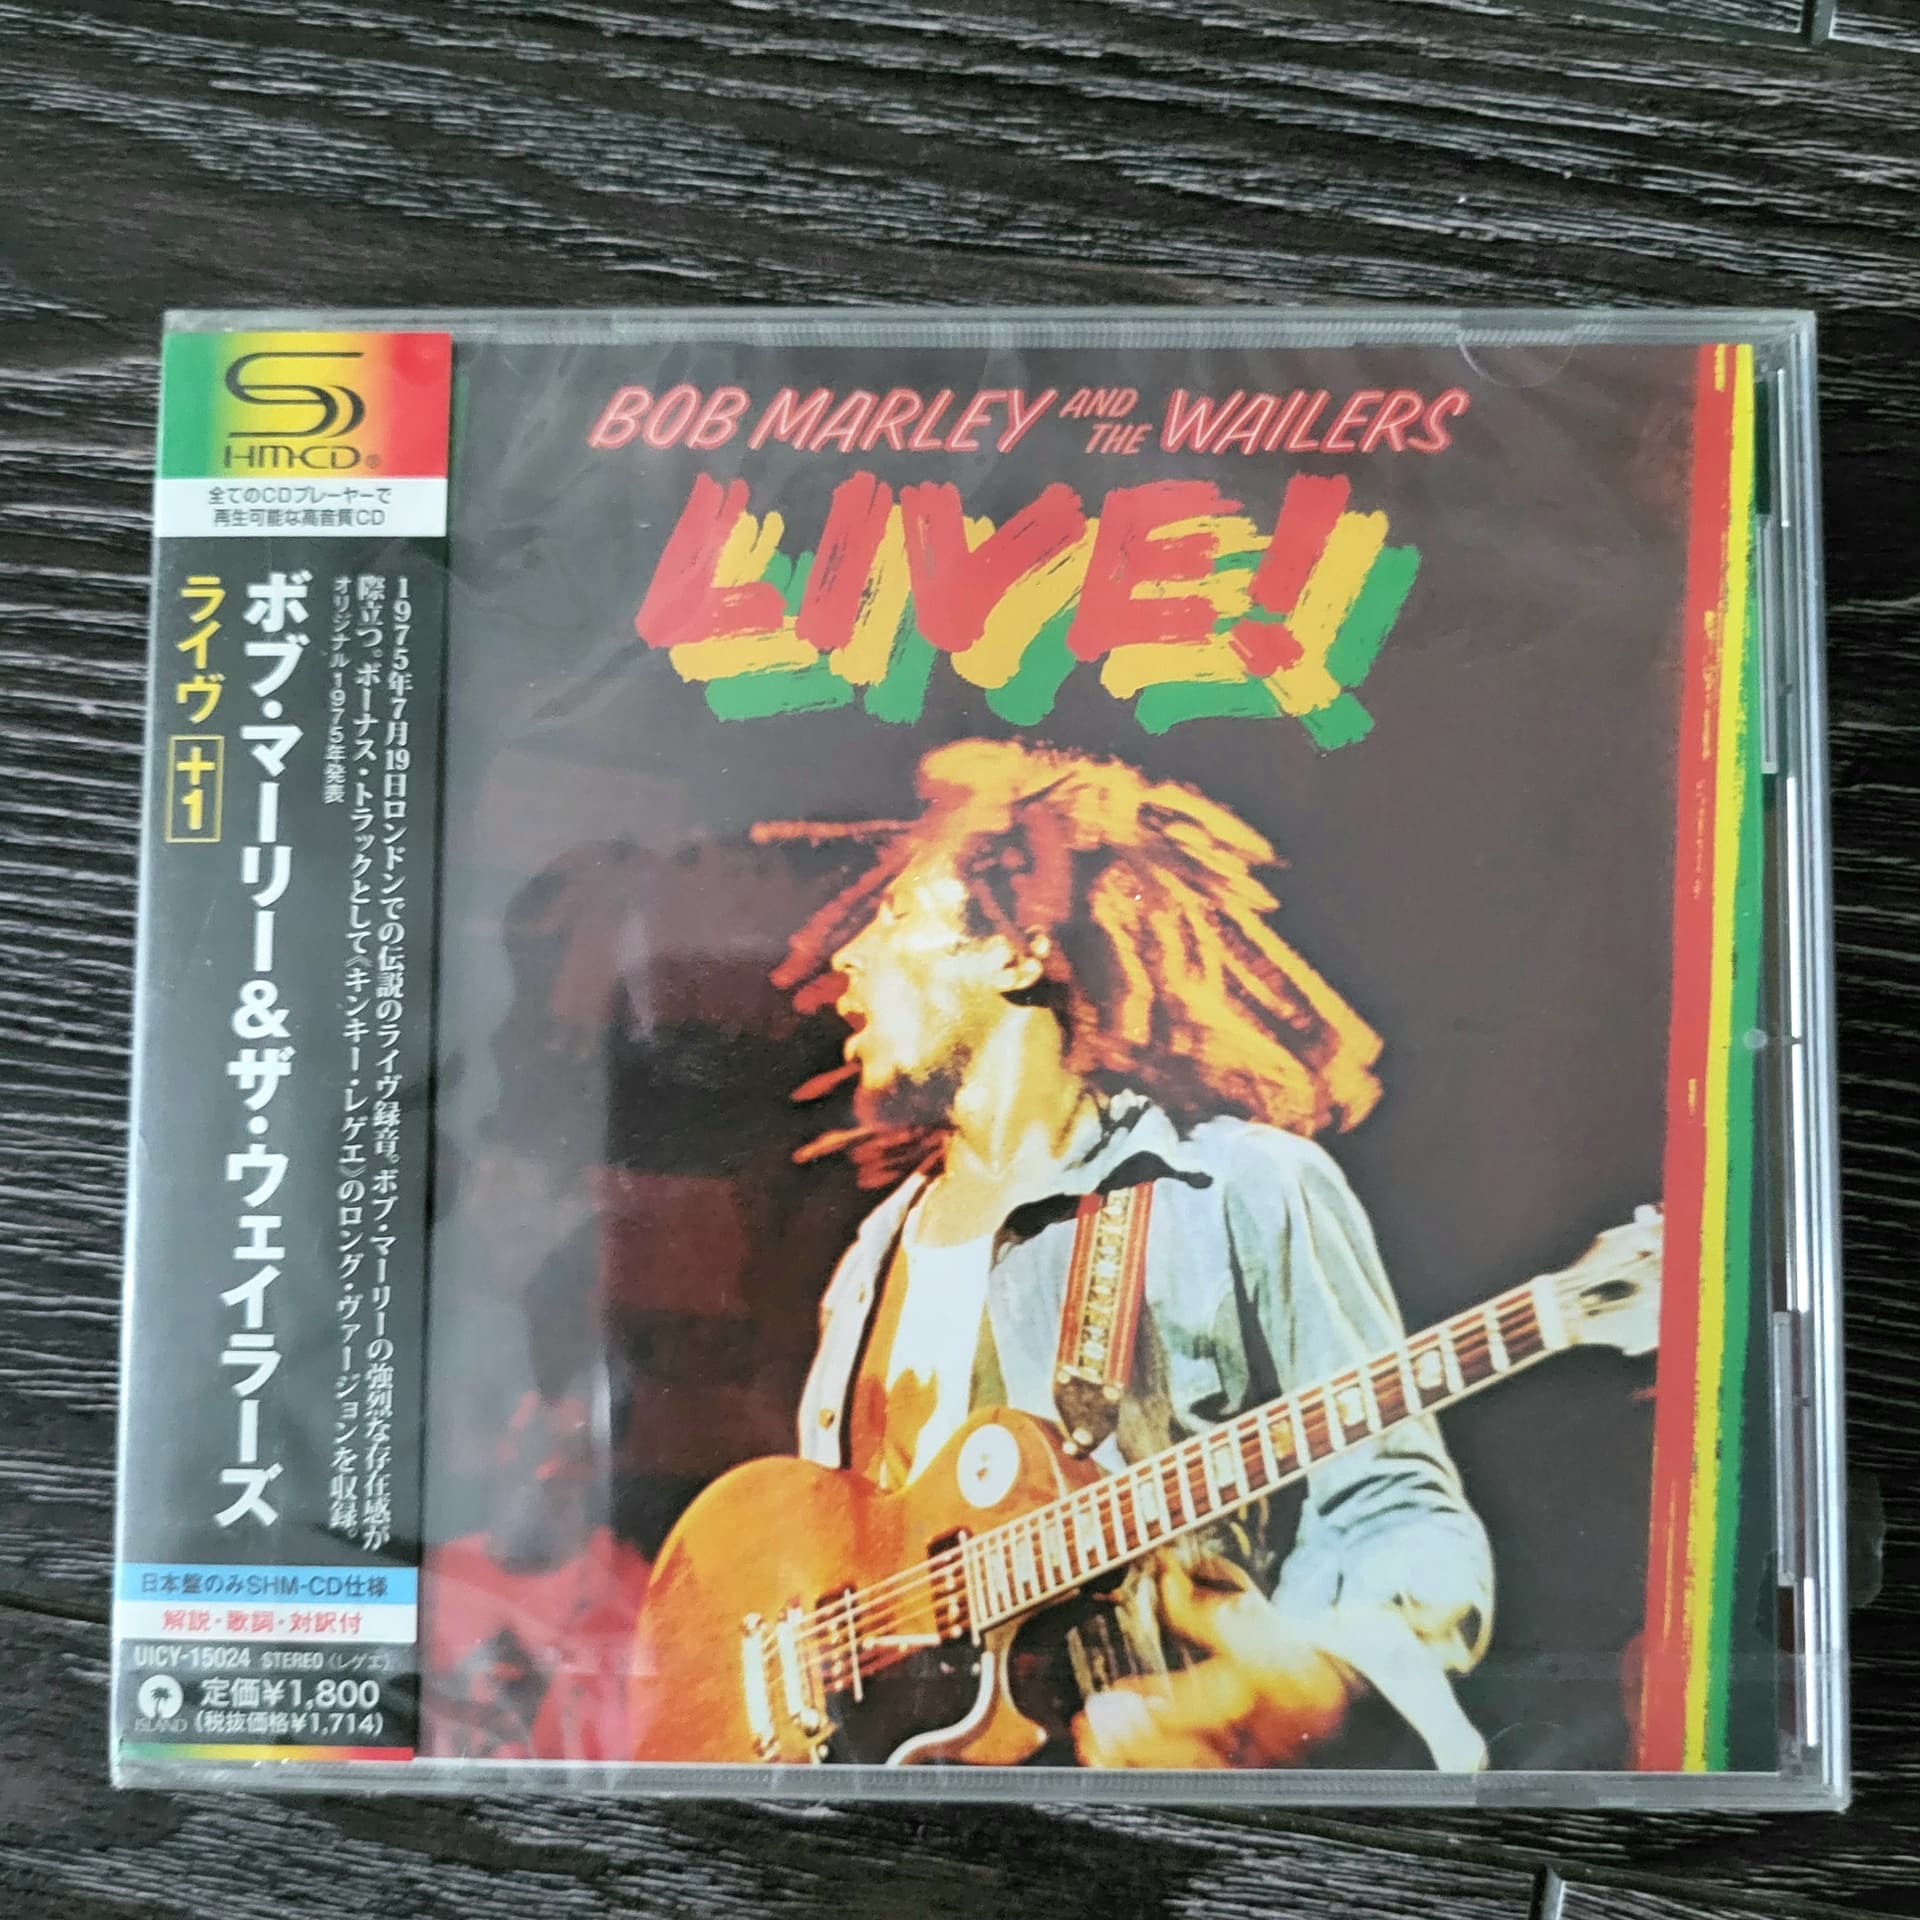 SHM-CD®
全てのCDプレーヤーで
再生可能な高音質CD
1975年7月19日ロンドンでの伝説のライヴ録音。ボブ・マーリーの強烈な存在感が
際立つ。ボーナス・トラックとして《キンキー・レゲエ》のロング・ヴァージョンを収録。
オリジナル1975年発表
ボブ・マーリー&ザ・ウェイラーズ
ライヴ+1
日本盤のみSHM-CD仕様
解説・歌詞・対訳付
UICY-15024 STEREO〈レゲエ〉
ISLAND
定価¥1,800
(税抜価格¥1,714)
BOB MARLEY AND THE WAILERS
LIVE!